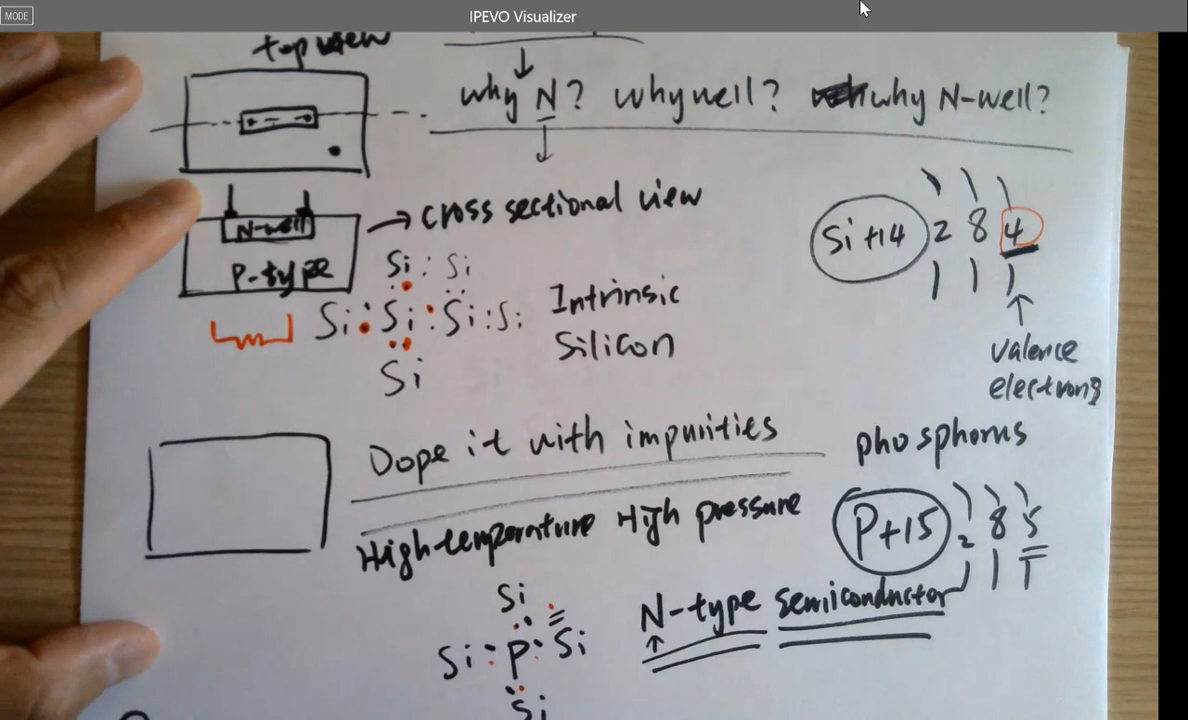 MODE
IPEVO Visualizer
top view
why N? why well? why N-well?
N-well
P-type
cross sectional view
Si : Si
Si : Si : Si : Si
Si
Intrinsic
Silicon
Si +14 2 8 4
valence
electrons
Dope it with impurities
High-temperature High pressure
phosphorus
P+15 2 8 5
N-type semiconductor
Si
Si : P : Si
Si